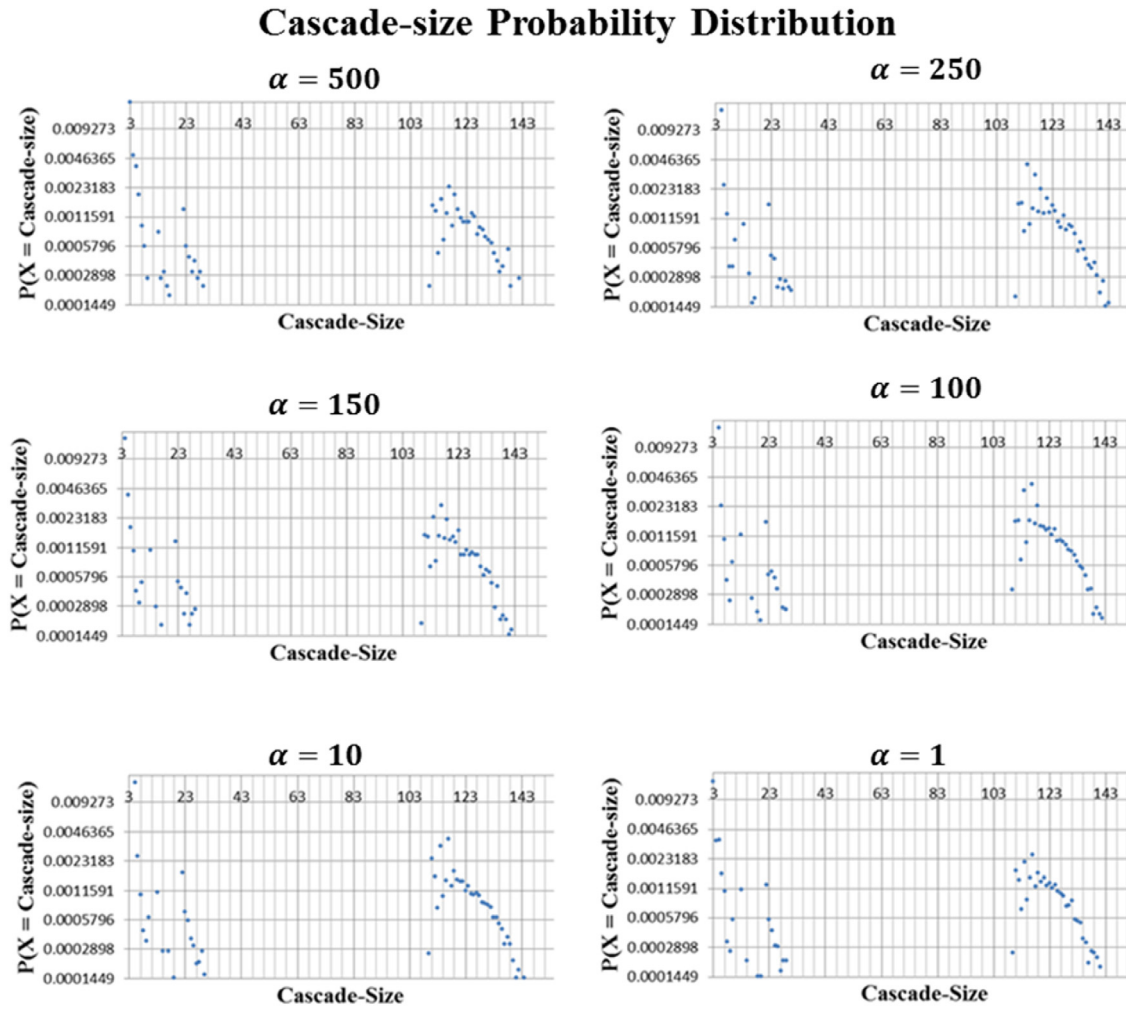 Cascade-size Probability Distribution
α = 500
P(X = Cascade-size)
0.009273
0.0046365
0.0023183
0.0011591
0.0005796
0.0002898
0.0001449
3 23 43 63 83 103 123 143
Cascade-Size
α = 250
P(X = Cascade-size)
0.009273
0.0046365
0.0023183
0.0011591
0.0005796
0.0002898
0.0001449
3 23 43 63 83 103 123 143
Cascade-Size
α = 150
P(X = Cascade-size)
0.009273
0.0046365
0.0023183
0.0011591
0.0005796
0.0002898
0.0001449
3 23 43 63 83 103 123 143
Cascade-Size
α = 100
P(X = Cascade-size)
0.009273
0.0046365
0.0023183
0.0011591
0.0005796
0.0002898
0.0001449
3 23 43 63 83 103 123 143
Cascade-Size
α = 10
P(X = Cascade-size)
0.009273
0.0046365
0.0023183
0.0011591
0.0005796
0.0002898
0.0001449
3 23 43 63 83 103 123 143
Cascade-Size
α = 1
P(X = Cascade-size)
0.009273
0.0046365
0.0023183
0.0011591
0.0005796
0.0002898
0.0001449
3 23 43 63 83 103 123 143
Cascade-Size